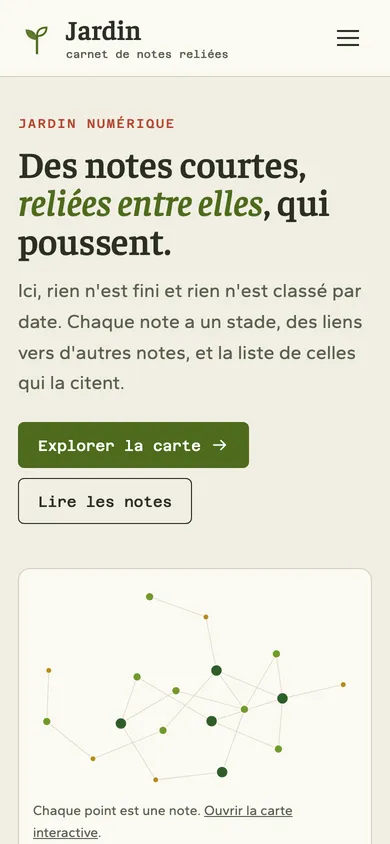 Jardin
carnet de notes reliées
JARDIN NUMÉRIQUE
Des notes courtes,
reliées entre elles, qui
poussent.
Ici, rien n'est fini et rien n'est classé par
date. Chaque note a un stade, des liens
vers d'autres notes, et la liste de celles
qui la citent.
Explorer la carte →
Lire les notes
Chaque point est une note. Ouvrir la carte
interactive.